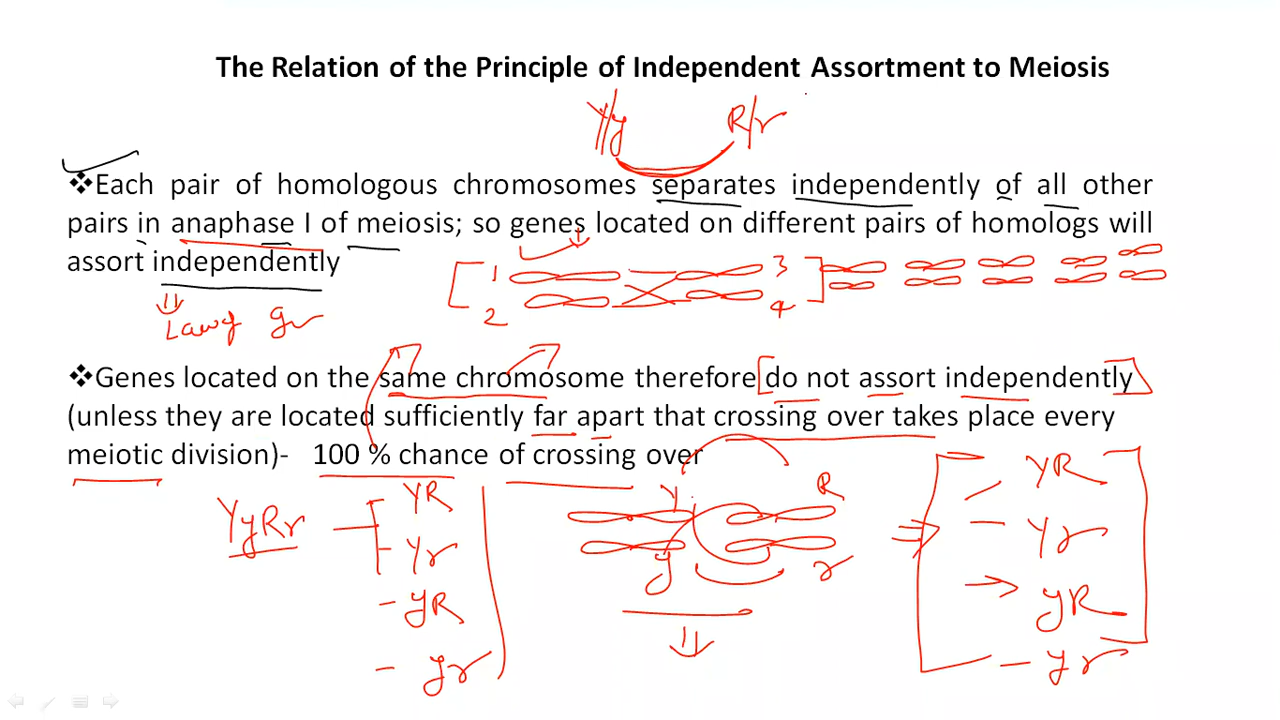 The Relation of the Principle of Independent Assortment to Meiosis
Y/y R/r
❖Each pair of homologous chromosomes separates independently of all other
pairs in anaphase I of meiosis; so genes located on different pairs of homologs will
assort independently
1 3
2 4
Law of
❖Genes located on the same chromosome therefore do not assort independently
(unless they are located sufficiently far apart that crossing over takes place every
meiotic division)- 100 % chance of crossing over
YyRr
YR
Yr
yR
yr
Y R
y r
YR
Yr
yR
yr